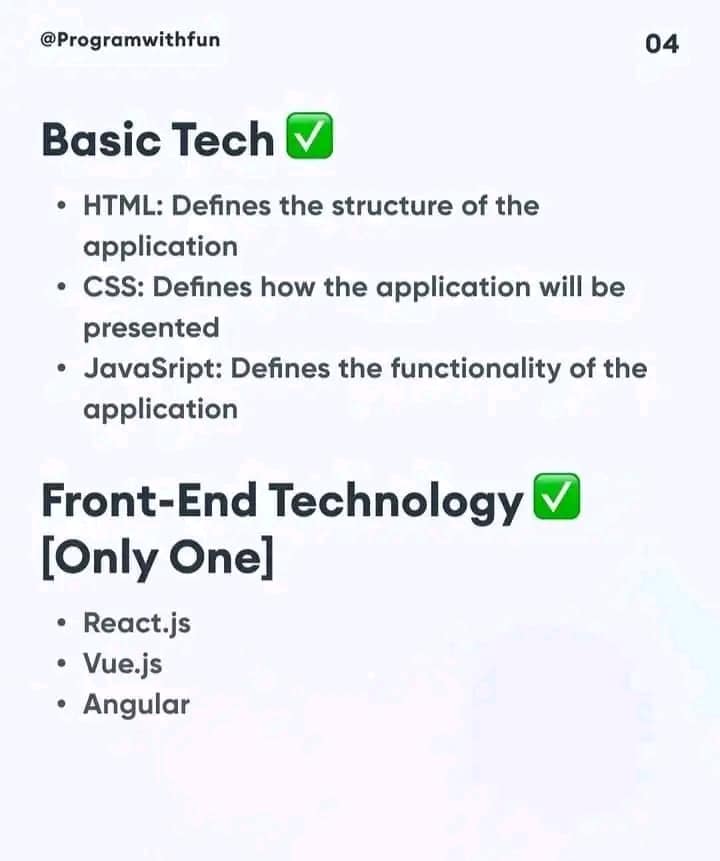 @Programwithfun
04
Basic Tech ✅
• HTML: Defines the structure of the
application
• CSS: Defines how the application will be
presented
• JavaSript: Defines the functionality of the
application
Front-End Technology ✅
[Only One]
• React.js
• Vue.js
• Angular